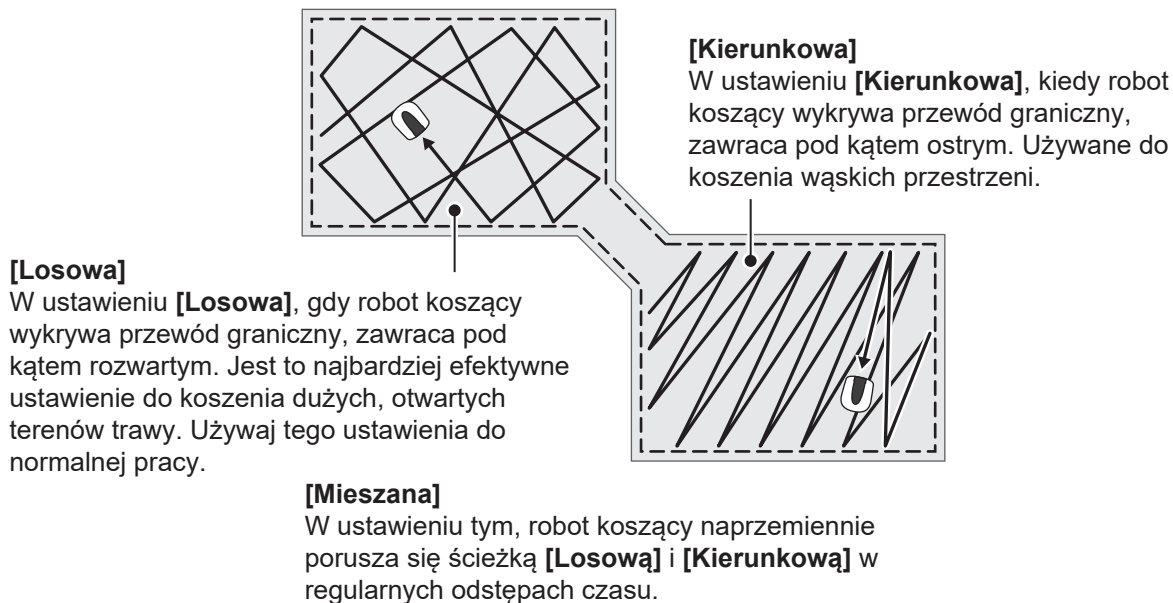 [Kierunkowa]
W ustawieniu [Kierunkowa], kiedy robot
koszący wykrywa przewód graniczny,
zawraca pod kątem ostrym. Używane do
koszenia wąskich przestrzeni.
[Losowa]
W ustawieniu [Losowa], gdy robot koszący
wykrywa przewód graniczny, zawraca pod
kątem rozwartym. Jest to najbardziej efektywne
ustawienie do koszenia dużych, otwartych
terenów trawy. Używaj tego ustawienia do
normalnej pracy.
[Mieszana]
W ustawieniu tym, robot koszący naprzemiennie
porusza się ścieżką [Losową] i [Kierunkową] w
regularnych odstępach czasu.